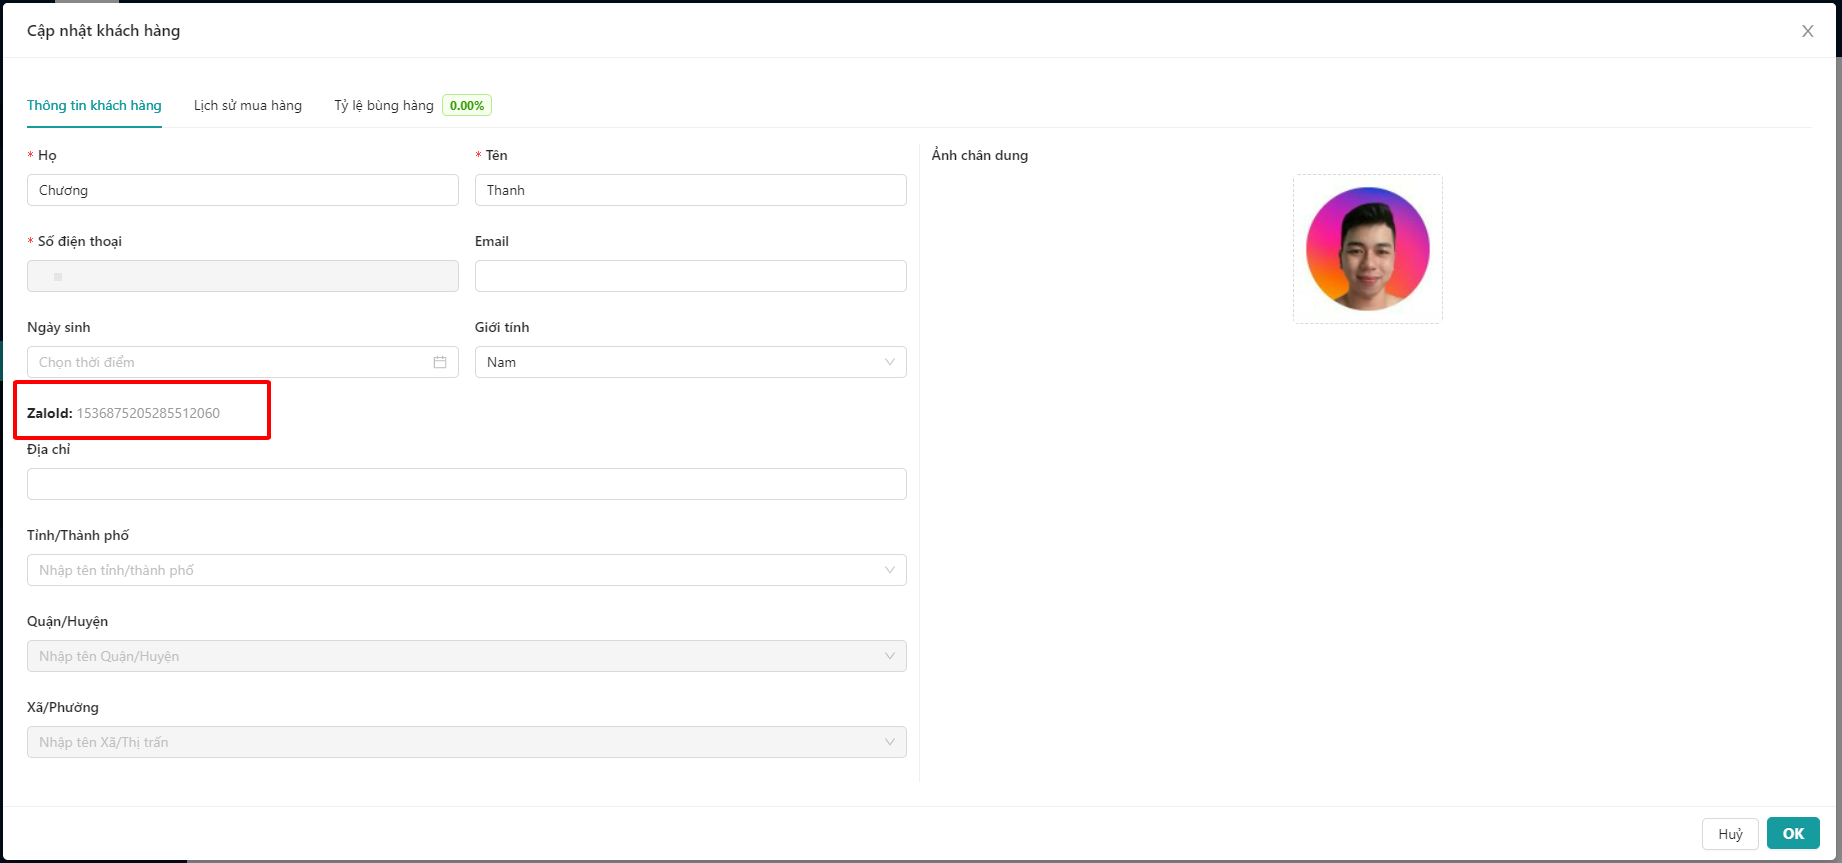 Cập nhật khách hàng
Thông tin khách hàng Lịch sử mua hàng Tỷ lệ bùng hàng 0.00%
* Họ
Chương
* Tên
Thanh
* Số điện thoại
Email
Ngày sinh
Chọn thời điểm
Giới tính
Nam
ZaloId: 1536875205285512060
Địa chỉ
Tỉnh/Thành phố
Nhập tên tỉnh/thành phố
Quận/Huyện
Nhập tên Quận/Huyện
Xã/Phường
Nhập tên Xã/Thị trấn
Ảnh chân dung
Huỷ OK